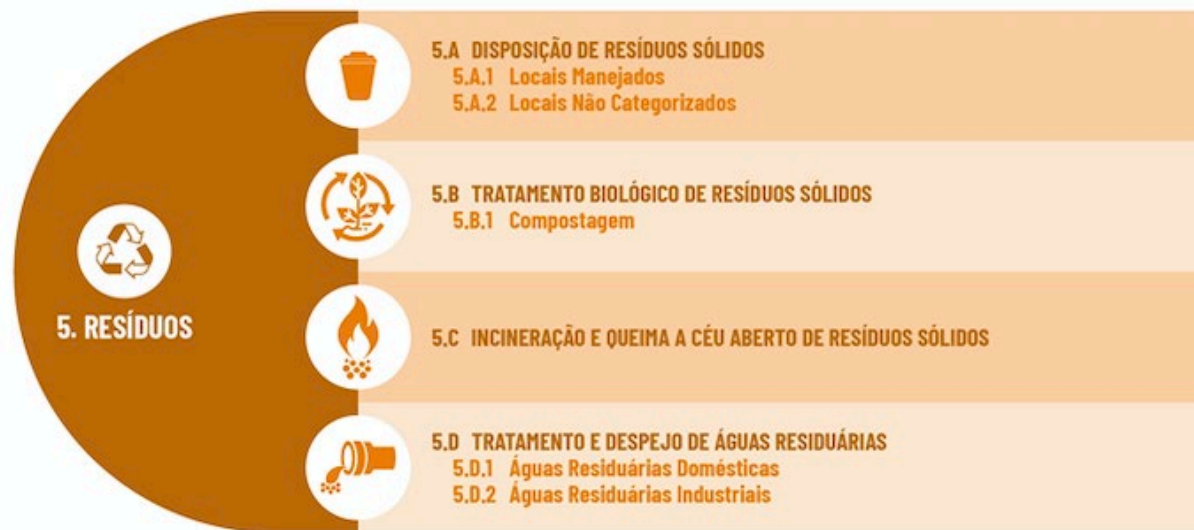 5. RESÍDUOS
5.A DISPOSIÇÃO DE RESÍDUOS SÓLIDOS
5.A.1 Locais Manejados
5.A.2 Locais Não Categorizados
5.B TRATAMENTO BIOLÓGICO DE RESÍDUOS SÓLIDOS
5.B.1 Compostagem
5.C INCINERAÇÃO E QUEIMA A CÉU ABERTO DE RESÍDUOS SÓLIDOS
5.D TRATAMENTO E DESPEJO DE ÁGUAS RESIDUÁRIAS
5.D.1 Águas Residuárias Domésticas
5.D.2 Águas Residuárias Industriais